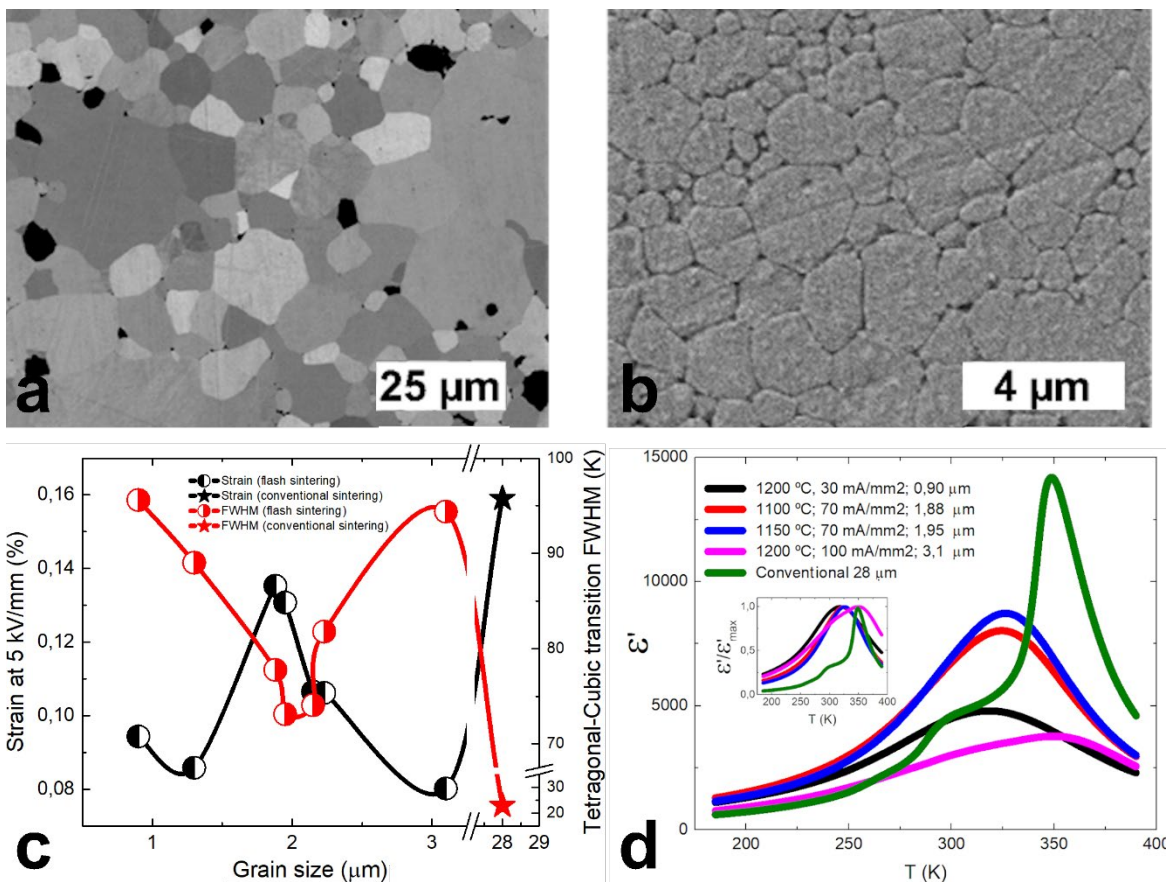 a
25 µm
b
4 µm
Strain (flash sintering)
Strain (conventional sintering)
FWHM (flash sintering)
FWHM (conventional sintering)
0,16
0,14
0,12
0,10
0,08
Strain at 5 kV/mm (%)
100
95
90
80
70
30
20
Tetragonal-Cubic transition FWHM (K)
1
2
3
28
29
Grain size (µm)
c
15000
10000
5000
0
ε'
1200 ºC, 30 mA/mm2; 0,90 µm
1100 ºC; 70 mA/mm2; 1,88 µm
1150 ºC; 70 mA/mm2; 1,95 µm
1200 ºC; 100 mA/mm2; 3,1 µm
Conventional 28 µm
1,0
0,5
0,0
ε'/ε'max
200 250 300 350 400
T (K)
200
250
300
350
400
T (K)
d